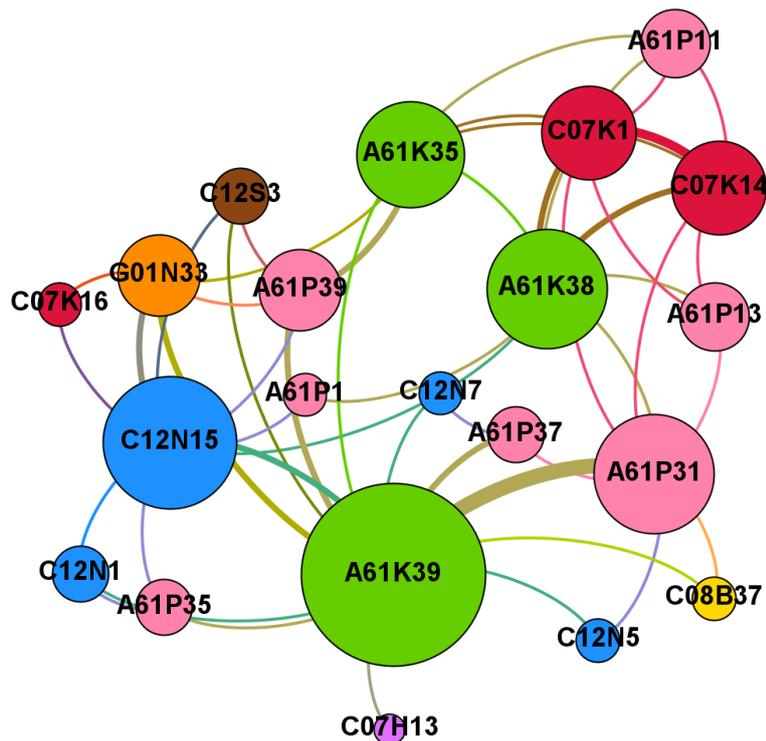 A61P11
C07K1
A61K35
C07K14
C12S3
G01N33
A61P39
A61K38
C07K16
A61P13
A61P1
C12N7
C12N15
A61P37
A61P31
A61K39
C12N1
A61P35
C08B37
C12N5
C07H13